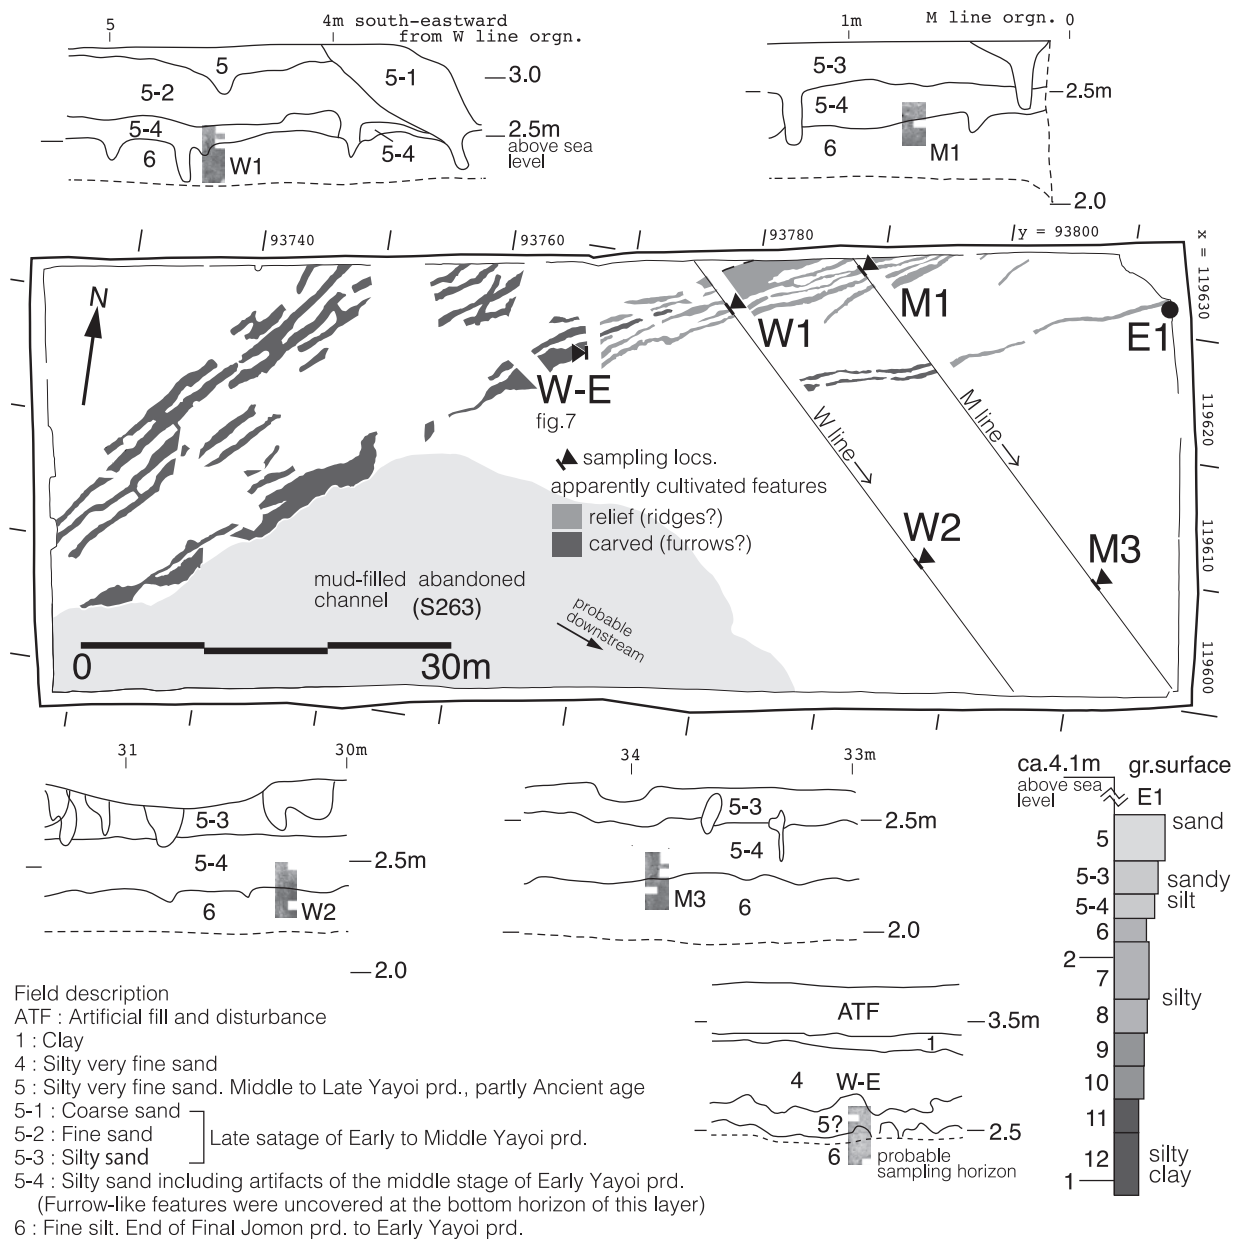 5
4m south-eastward
from W line orgn.
5
5-1
3.0
5-2
5-4
2.5m
above sea
level
6
W1
5-4
1m
M line orgn.
0
5-3
2.5m
5-4
6
M1
2.0
93740
93760
93780
y = 93800
x = 119630
N
M1
W1
E1
W-E
fig.7
119620
M line
W line
sampling locs.
apparently cultivated features
relief (ridges?)
carved (furrows?)
W2
M3
119610
mud-filled abandoned
channel (S263)
probable
downstream
0
30m
119600
31
30m
5-3
5-4
2.5m
6
W2
2.0
34
33m
5-3
2.5m
5-4
M3
6
2.0
ca.4.1m
gr.surface
above sea
level
E1
5
sand
5-3
sandy
silt
5-4
6
2
7
silty
8
9
10
11
12
silty
clay
1
ATF
3.5m
1
4
W-E
5?
2.5
6
probable
sampling horizon
Field description
ATF : Artificial fill and disturbance
1 : Clay
4 : Silty very fine sand
5 : Silty very fine sand. Middle to Late Yayoi prd., partly Ancient age
5-1 : Coarse sand
5-2 : Fine sand
Late satage of Early to Middle Yayoi prd.
5-3 : Silty sand
5-4 : Silty sand including artifacts of the middle stage of Early Yayoi prd.
(Furrow-like features were uncovered at the bottom horizon of this layer)
6 : Fine silt. End of Final Jomon prd. to Early Yayoi prd.